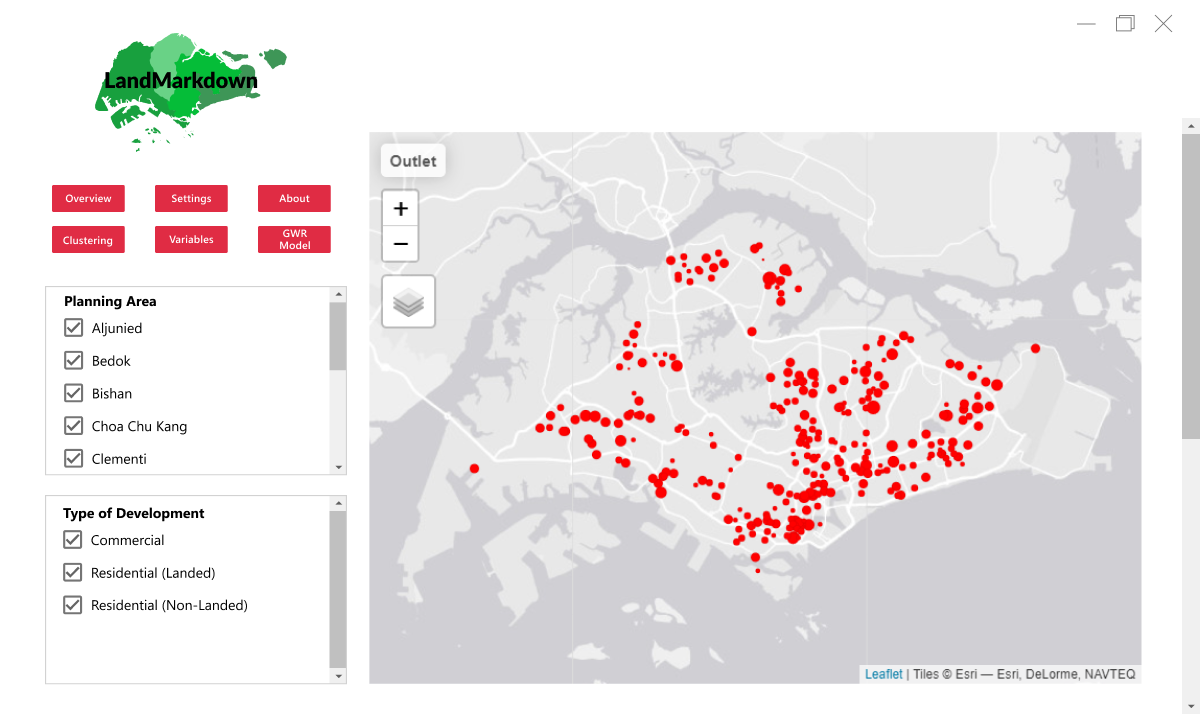 LandMarkdown
Overview
Settings
About
Clustering
Variables
GWR
Model
Planning Area
Aljunied
Bedok
Bishan
Choa Chu Kang
Clementi
Type of Development
Commercial
Residential (Landed)
Residential (Non-Landed)
Outlet
+
−
Leaflet | Tiles © Esri — Esri, DeLorme, NAVTEQ